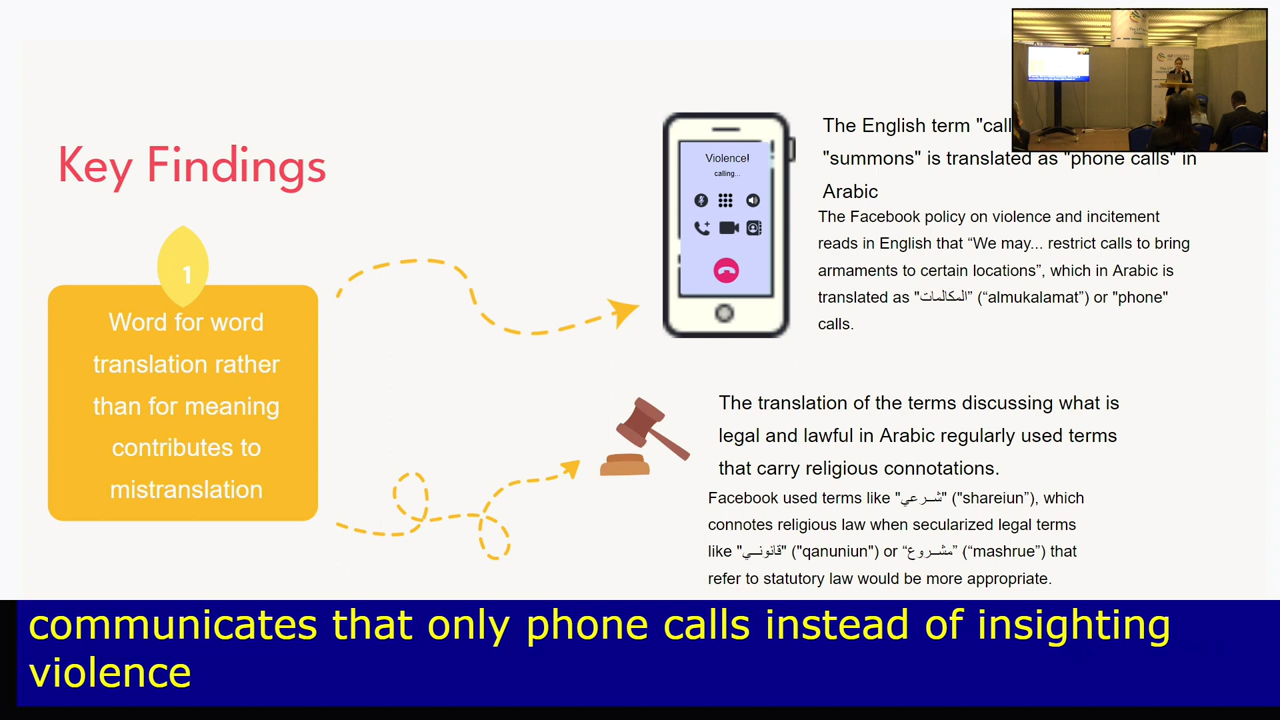 Key Findings
1
Word for word
translation rather
than for meaning
contributes to
mistranslation
Violence!
calling...
The English term "call
"summons" is translated as "phone calls" in
Arabic
The Facebook policy on violence and incitement
reads in English that “We may... restrict calls to bring
armaments to certain locations”, which in Arabic is
translated as "المكالمات” (“almukalamat”) or "phone"
calls.
The translation of the terms discussing what is
legal and lawful in Arabic regularly used terms
that carry religious connotations.
Facebook used terms like "شـرعي" ("shareiun”), which
connotes religious law when secularized legal terms
like "قانونـي" ("qanuniun") or “مشـروع” (“mashrue”) that
refer to statutory law would be more appropriate.
communicates that only phone calls instead of insighting
violence